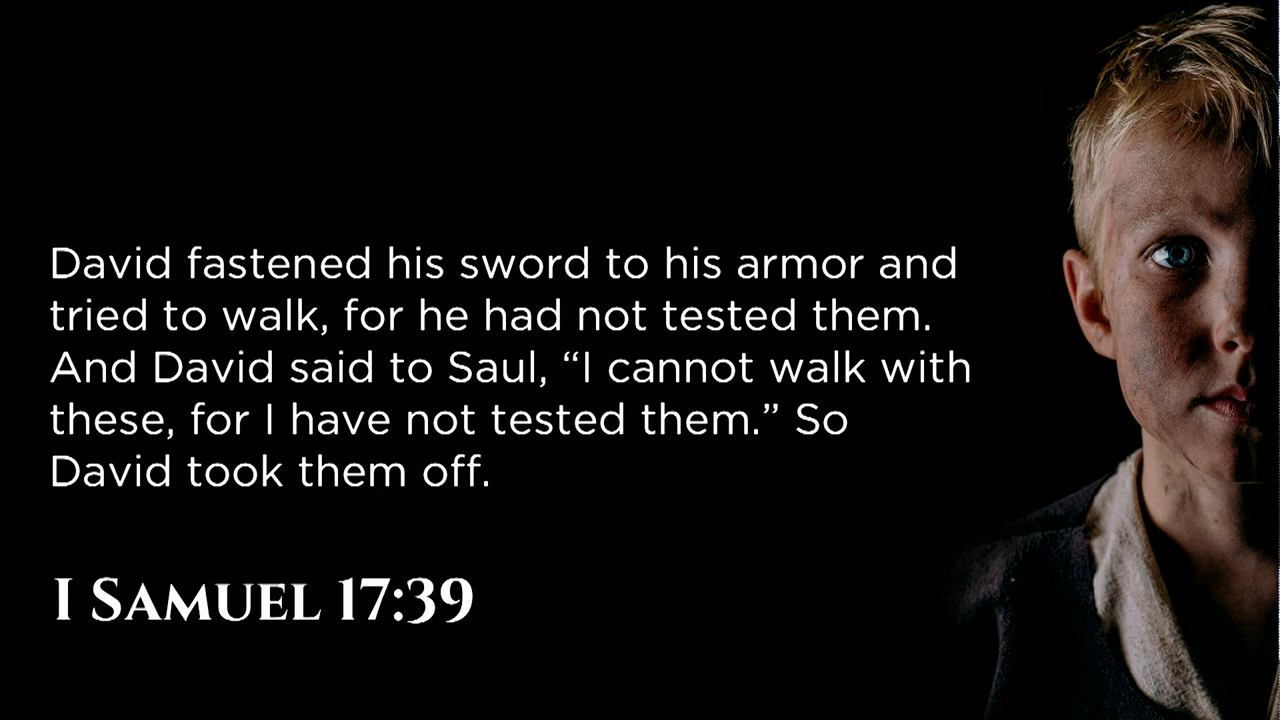 David fastened his sword to his armor and
tried to walk, for he had not tested them.
And David said to Saul, “I cannot walk with
these, for I have not tested them.” So
David took them off.
I Samuel 17:39